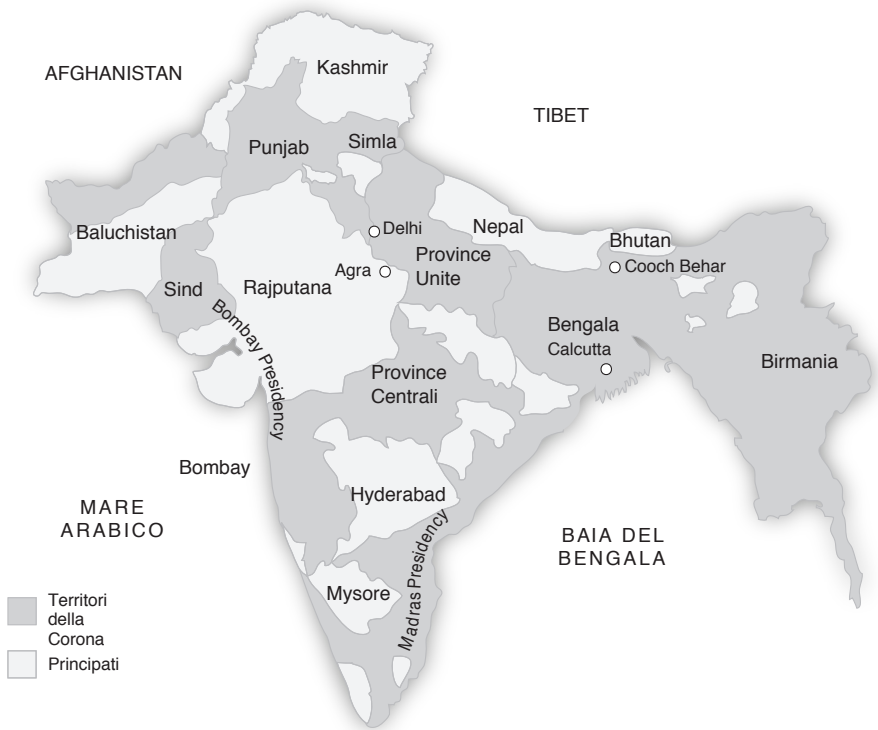 Kashmir
AFGHANISTAN
TIBET
Simla
Punjab
Nepal
Delhi
Baluchistan
Bhutan
Province
Unite
Cooch Behar
Agra
Sind
Rajputana
Bombay Presidency
Bengala
Calcutta
Birmania
Province
Centrali
Bombay
Hyderabad
MARE
ARABICO
BAIA DEL
BENGALA
Madras Presidency
Mysore
Territori
della
Corona
Principati